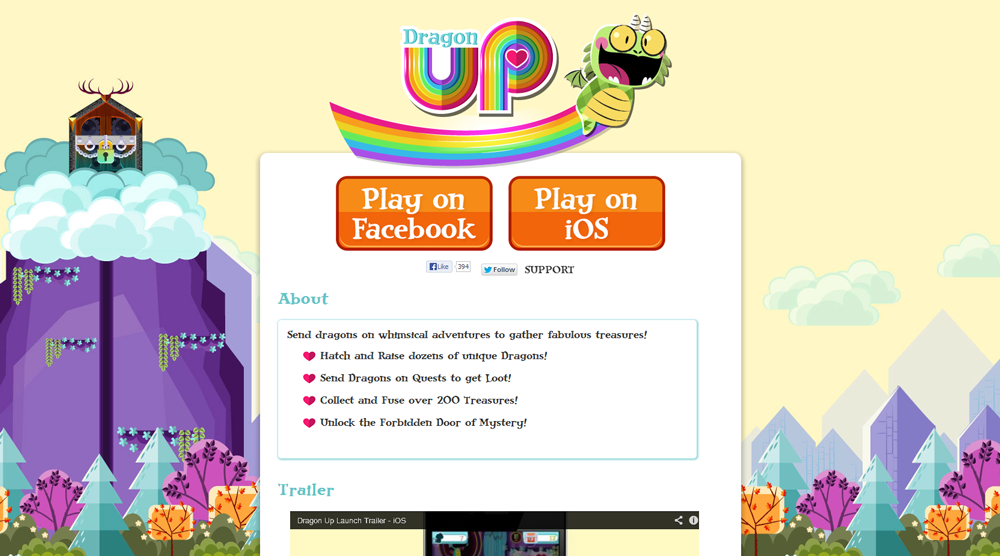 Dragon
UP
Play on
Facebook
Play on
iOS
Like
394
Follow
SUPPORT
About
Send dragons on whimsical adventures to gather fabulous treasures!
Hatch and Raise dozens of unique Dragons!
Send Dragons on Quests to get Loot!
Collect and Fuse over 200 Treasures!
Unlock the Forbidden Door of Mystery!
Trailer
Dragon Up Launch Trailer - iOS